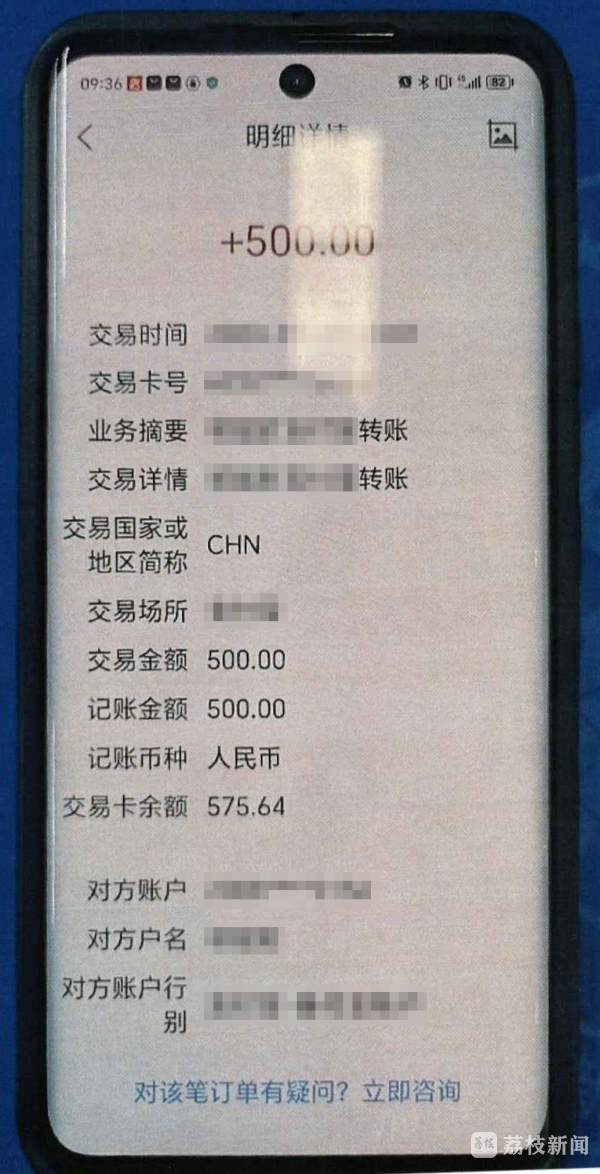 09:36
82
明细详情
+500.00
交易时间
交易卡号
业务摘要 转账
交易详情 转账
交易国家或
地区简称 CHN
交易场所
交易金额 500.00
记账金额 500.00
记账币种 人民币
交易卡余额 575.64
对方账户
对方户名
对方账户行
别
对该笔订单有疑问？立即咨询
荔枝 荔枝新闻